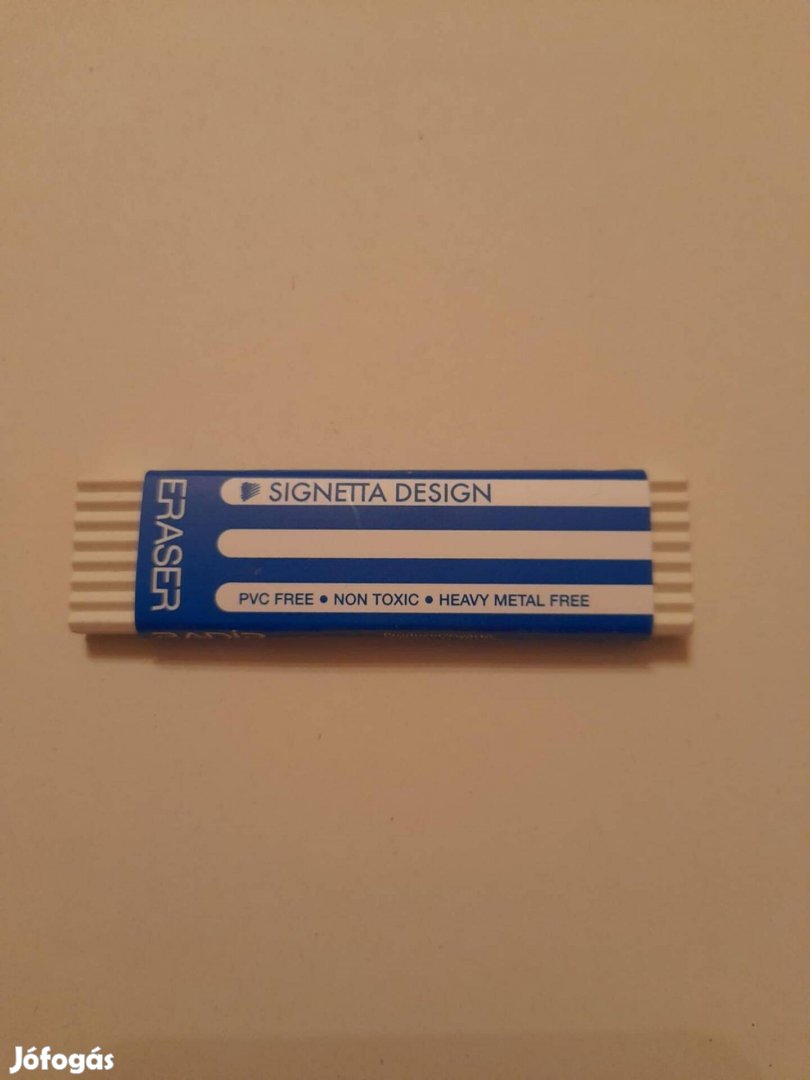 SIGNETTA DESIGN
ERASER
PVC FREE • NON TOXIC • HEAVY METAL FREE
Jófogás